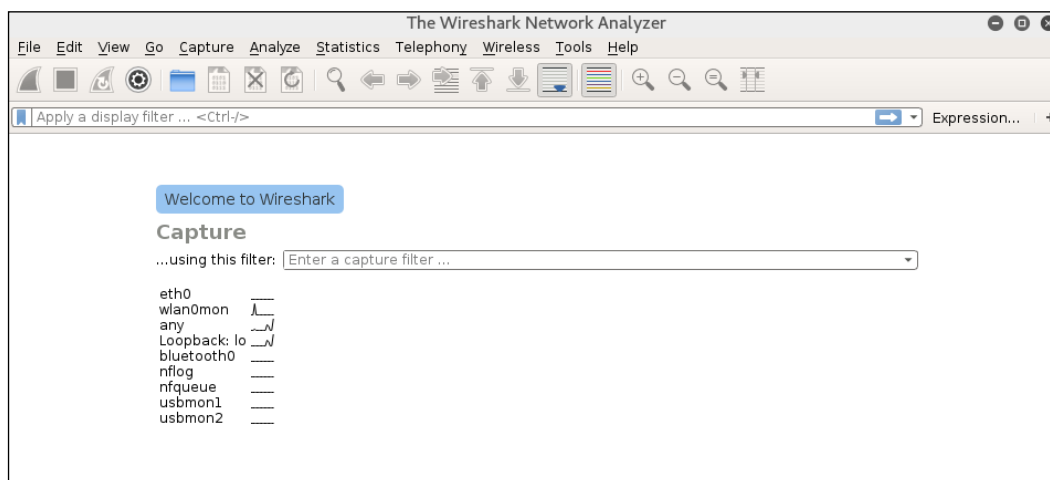 The Wireshark Network Analyzer
File Edit View Go Capture Analyze Statistics Telephony Wireless Tools Help
Apply a display filter ... <Ctrl-/> Expression... +
Welcome to Wireshark
Capture
...using this filter: Enter a capture filter ...
eth0
wlan0mon
any
Loopback: lo
bluetooth0
nflog
nfqueue
usbmon1
usbmon2